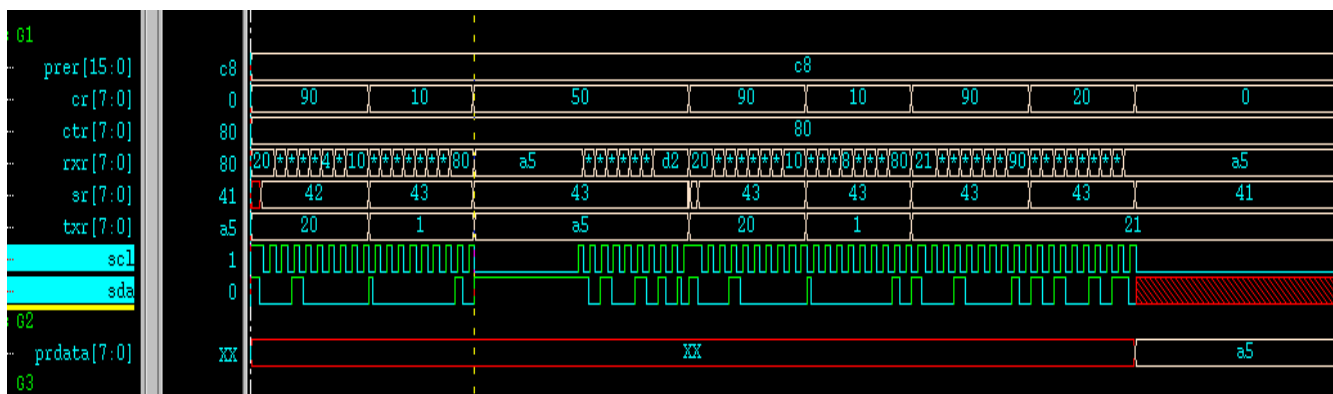 G1
prer[15:0] c8 c8
cr[7:0] 0 90 10 50 90 10 90 20 0
ctr[7:0] 80 80
rxr[7:0] 80 20 * * * * 4 * 10 * * * * * * * 80 a5 * * * * * * d2 20 * * * * * * 10 * * * 8 * * * 80 21 * * * * * * 90 * * * * * * * * a5
sr[7:0] 41 42 43 43 43 43 43 43 41
txr[7:0] a5 20 1 a5 20 1 21
scl 1
sda 0
G2
prdata[7:0] XX XX a5
G3